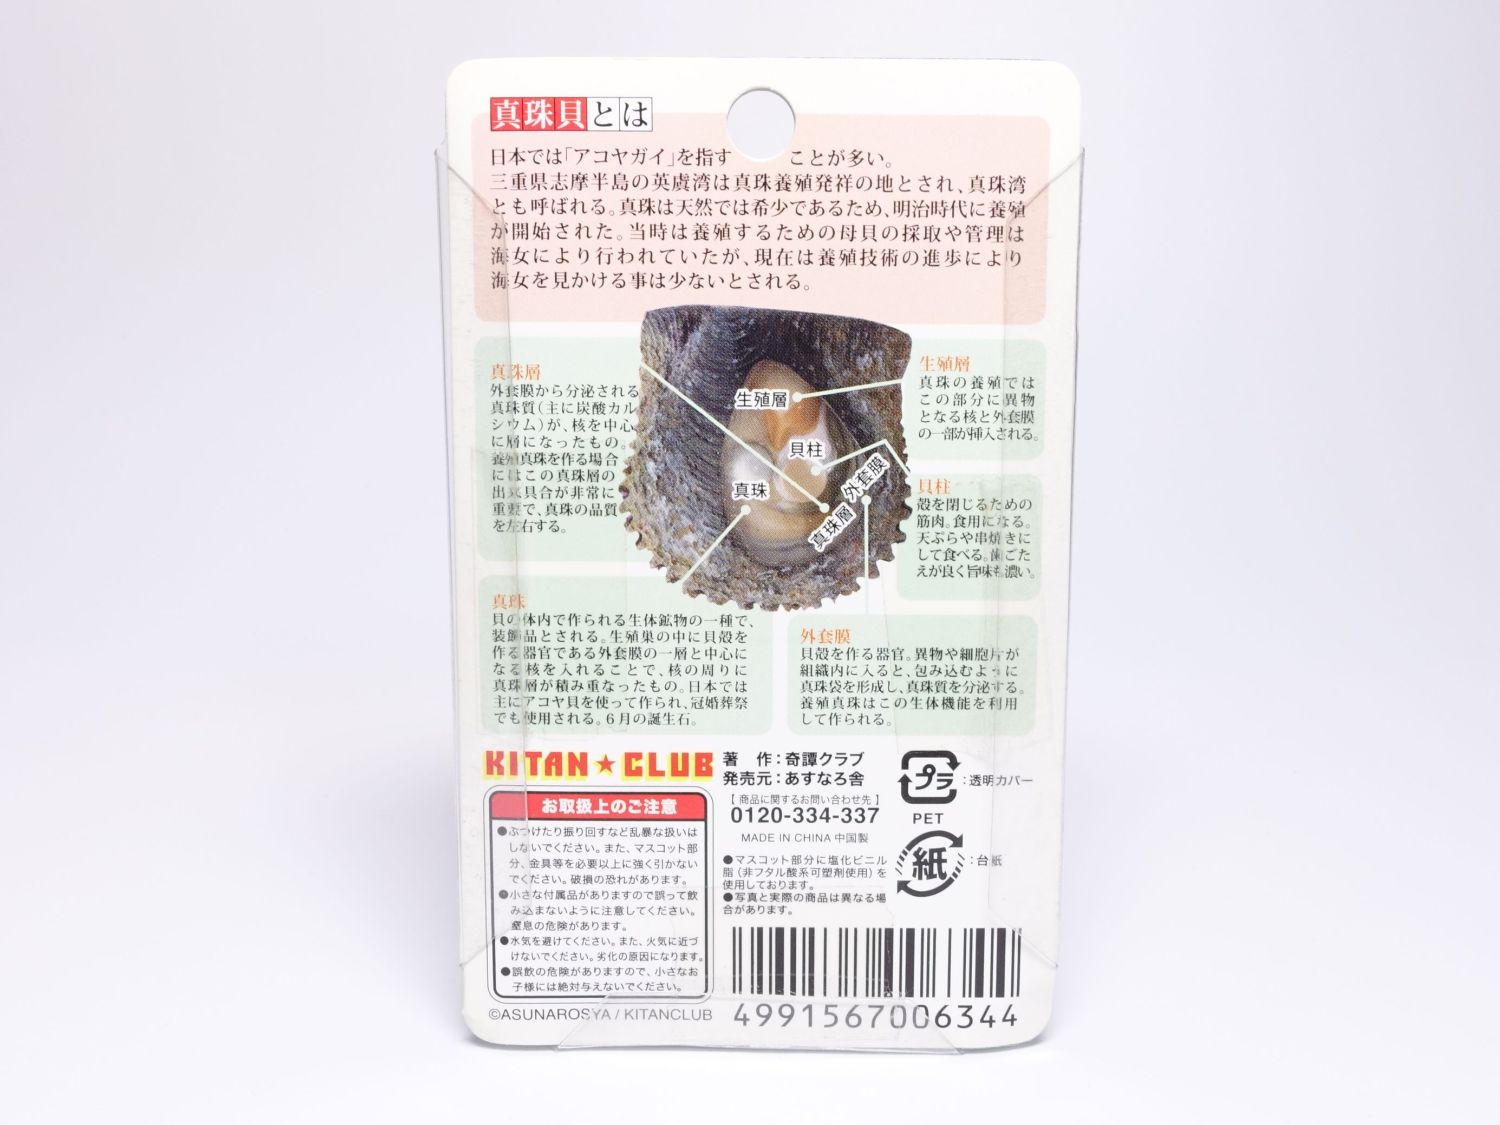 真珠貝とは
日本では「アコヤガイ」を指す ことが多い。
三重県志摩半島の英虞湾は真珠養殖発祥の地とされ、真珠湾
とも呼ばれる。真珠は天然では希少であるため、明治時代に養殖
が開始された。当時は養殖するための母貝の採取や管理は
海女により行われていたが、現在は養殖技術の進歩により
海女を見かける事は少ないとされる。
真珠層
外套膜から分泌される
真珠質(主に炭酸カル
シウム)が、核を中心
に層になったもの。
養殖真珠を作る場合
にはこの真珠層の
出来具合が非常に
重要で、真珠の品質
を左右する。
生殖層
貝柱
真珠
外套膜
真珠層
生殖層
真珠の養殖では
この部分に異物
となる核と外套膜
の一部が挿入される。
貝柱
殻を閉じるための
筋肉。食用になる。
天ぷらや串焼きに
して食べる。歯ごた
えが良く旨味も濃い。
真珠
貝の体内で作られる生体鉱物の一種で、
装飾品とされる。生殖巣の中に貝殻を
作る器官である外套膜の一層と中心に
なる核を入れることで、核の周りに
真珠層が積み重なったもの。日本では
主にアコヤ貝を使って作られ、冠婚葬祭
でも使用される。6月の誕生石。
外套膜
貝殻を作る器官。異物や細胞片が
組織内に入ると、包み込むように
真珠袋を形成し、真珠質を分泌する。
養殖真珠はこの生体機能を利用
して作られる。
KITAN★CLUB
お取扱上のご注意
●ぶつけたり振り回すなど乱暴な扱いは
しないでください。また、マスコット部
分、金具等を必要以上に強く引かない
でください。破損の恐れがあります。
●小さな付属品がありますので誤って飲
み込まないように注意してください。
窒息の危険があります。
●水気を避けてください。また、火気に近づ
けないでください。劣化の原因になります。
●誤飲の危険がありますので、小さなお
子様には絶対与えないでください。
©ASUNAROSYA / KITANCLUB
著 作:奇譚クラブ
発売元:あすなろ舎
【商品に関するお問い合わせ先】
0120-334-337
MADE IN CHINA 中国製
●マスコット部分に塩化ビニル
脂(非フタル酸系可塑剤使用)を
使用しております。
●写真と実際の商品は異なる場
合があります。
プラ:透明カバー
PET
紙:台紙
4991567006344